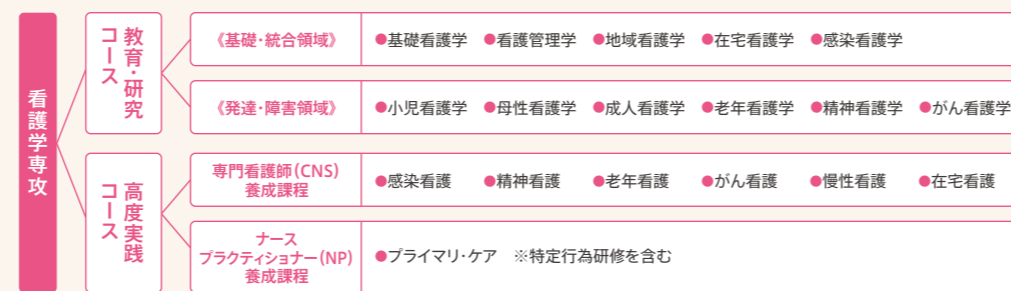 看護学専攻
教育・研究
コース
《基礎・統合領域》
●基礎看護学 ●看護管理学 ●地域看護学 ●在宅看護学 ●感染看護学
《発達・障害領域》
●小児看護学 ●母性看護学 ●成人看護学 ●老年看護学 ●精神看護学 ●がん看護学
高度実践
コース
専門看護師(CNS)
養成課程
●感染看護 ●精神看護 ●老年看護 ●がん看護 ●慢性看護 ●在宅看護
ナース
プラクティショナー(NP)
養成課程
●プライマリ・ケア ※特定行為研修を含む